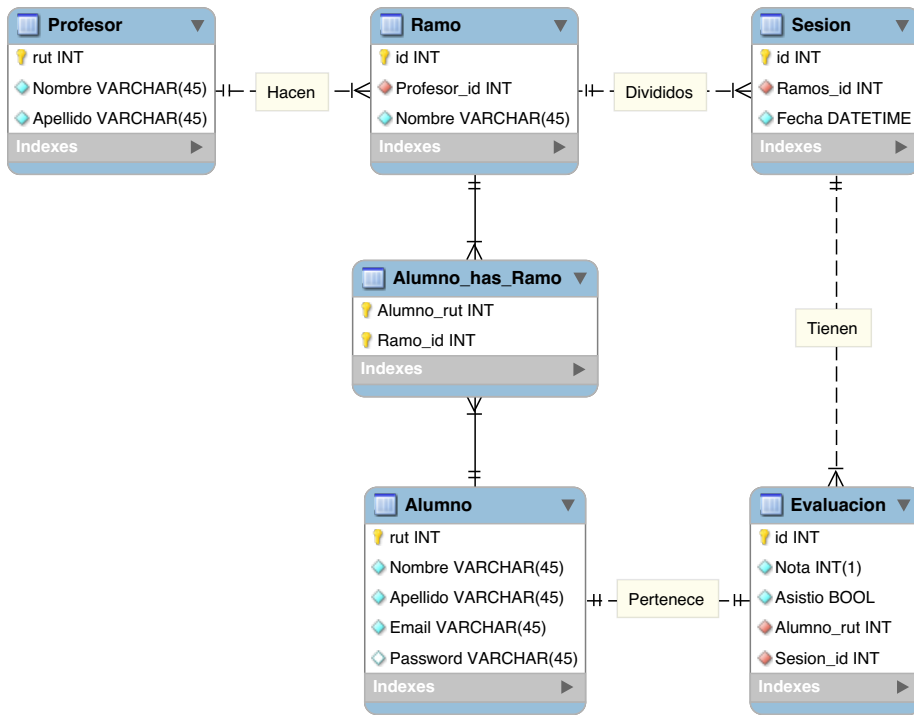 Profesor
rut INT
Nombre VARCHAR(45)
Apellido VARCHAR(45)
Indexes
Hacen
Ramo
id INT
Profesor_id INT
Nombre VARCHAR(45)
Indexes
Divididos
Sesion
id INT
Ramos_id INT
Fecha DATETIME
Indexes
Alumno_has_Ramo
Alumno_rut INT
Ramo_id INT
Indexes
Tienen
Alumno
rut INT
Nombre VARCHAR(45)
Apellido VARCHAR(45)
Email VARCHAR(45)
Password VARCHAR(45)
Indexes
Pertenece
Evaluacion
id INT
Nota INT(1)
Asistio BOOL
Alumno_rut INT
Sesion_id INT
Indexes